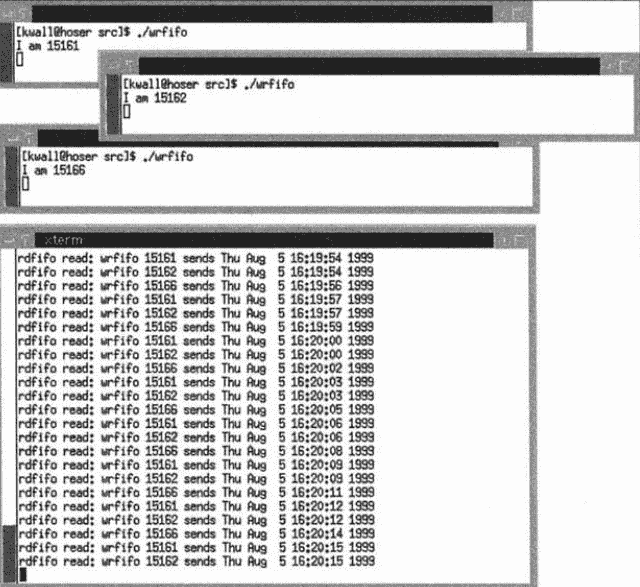 [kwall@hoser src]$ ./wrfifo
I am 15161
[kwall@hoser src]$ ./wrfifo
I am 15162
[kwall@hoser src]$ ./wrfifo
I am 15166
xterm
rdfifo read: wrfifo 15161 sends Thu Aug  5 16:19:54 1999
rdfifo read: wrfifo 15162 sends Thu Aug  5 16:19:54 1999
rdfifo read: wrfifo 15166 sends Thu Aug  5 16:19:56 1999
rdfifo read: wrfifo 15161 sends Thu Aug  5 16:19:57 1999
rdfifo read: wrfifo 15162 sends Thu Aug  5 16:19:57 1999
rdfifo read: wrfifo 15166 sends Thu Aug  5 16:19:59 1999
rdfifo read: wrfifo 15161 sends Thu Aug  5 16:20:00 1999
rdfifo read: wrfifo 15162 sends Thu Aug  5 16:20:00 1999
rdfifo read: wrfifo 15166 sends Thu Aug  5 16:20:02 1999
rdfifo read: wrfifo 15161 sends Thu Aug  5 16:20:03 1999
rdfifo read: wrfifo 15162 sends Thu Aug  5 16:20:03 1999
rdfifo read: wrfifo 15166 sends Thu Aug  5 16:20:05 1999
rdfifo read: wrfifo 15161 sends Thu Aug  5 16:20:06 1999
rdfifo read: wrfifo 15162 sends Thu Aug  5 16:20:06 1999
rdfifo read: wrfifo 15166 sends Thu Aug  5 16:20:08 1999
rdfifo read: wrfifo 15161 sends Thu Aug  5 16:20:09 1999
rdfifo read: wrfifo 15162 sends Thu Aug  5 16:20:09 1999
rdfifo read: wrfifo 15166 sends Thu Aug  5 16:20:11 1999
rdfifo read: wrfifo 15161 sends Thu Aug  5 16:20:12 1999
rdfifo read: wrfifo 15162 sends Thu Aug  5 16:20:12 1999
rdfifo read: wrfifo 15166 sends Thu Aug  5 16:20:14 1999
rdfifo read: wrfifo 15161 sends Thu Aug  5 16:20:15 1999
rdfifo read: wrfifo 15162 sends Thu Aug  5 16:20:15 1999